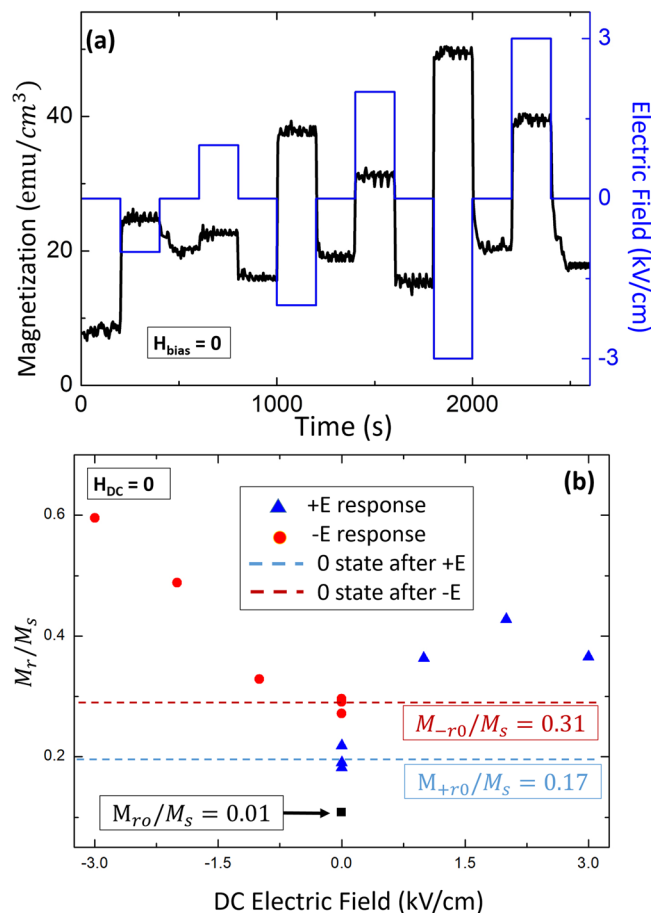 (a)
Magnetization (emu/cm³)
40
20
0
H_bias = 0
3
0
-3
Electric Field (kV/cm)
0
1000
2000
Time (s)
(b)
H_DC = 0
+E response
-E response
0 state after +E
0 state after -E
M_r/M_s
0.6
0.4
0.2
M_-r0/M_s = 0.31
M_+r0/M_s = 0.17
M_ro/M_s = 0.01
-3.0
-1.5
0.0
1.5
3.0
DC Electric Field (kV/cm)